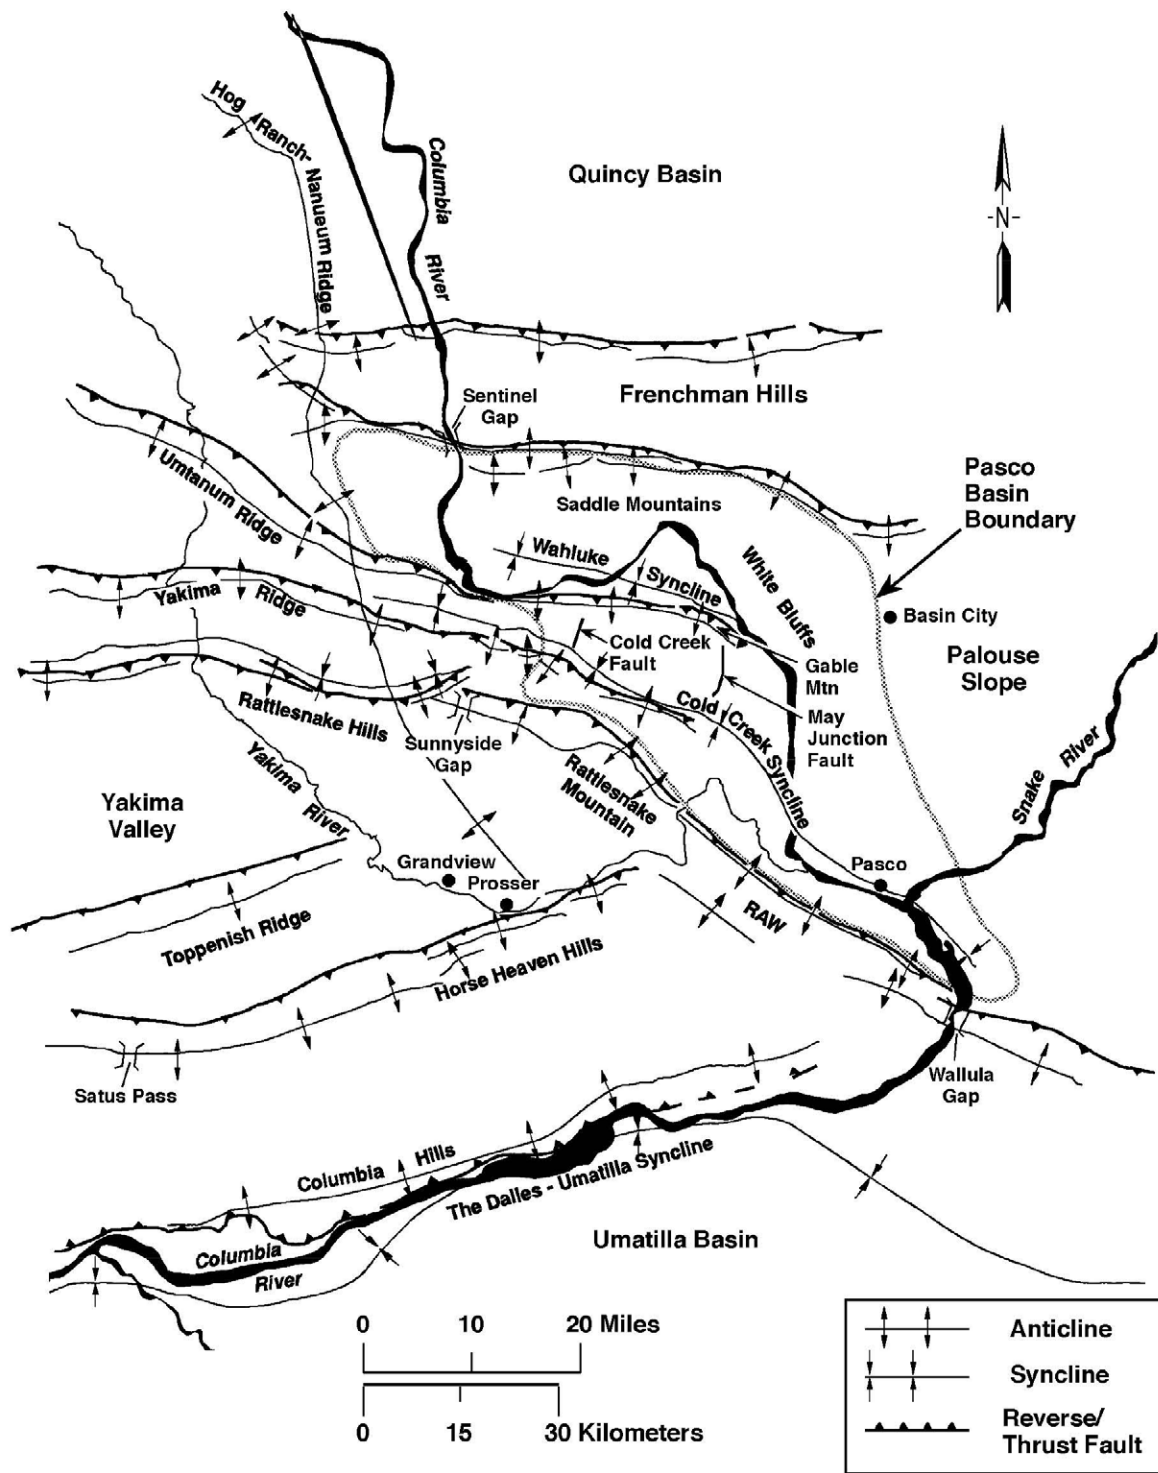 Hog
Ranch-
Nanueum Ridge
Columbia
River
Quincy Basin
-N-
Sentinel
Gap
Frenchman Hills
Umtanum Ridge
Saddle Mountains
Pasco
Basin
Boundary
Wahluke
Syncline
White Bluffs
Yakima
Ridge
Basin City
Cold Creek
Fault
Gable
Mtn
Palouse
Slope
Rattlesnake Hills
Sunnyside
Gap
Cold Creek Syncline
May
Junction
Fault
Snake River
Rattlesnake
Mountain
Yakima
River
Yakima
Valley
Grandview
Prosser
Pasco
RAW
Toppenish Ridge
Horse Heaven Hills
Satus Pass
Wallula
Gap
Columbia Hills
The Dalles - Umatilla Syncline
Columbia
River
Umatilla Basin
0 10 20 Miles
0 15 30 Kilometers
Anticline
Syncline
Reverse/
Thrust Fault